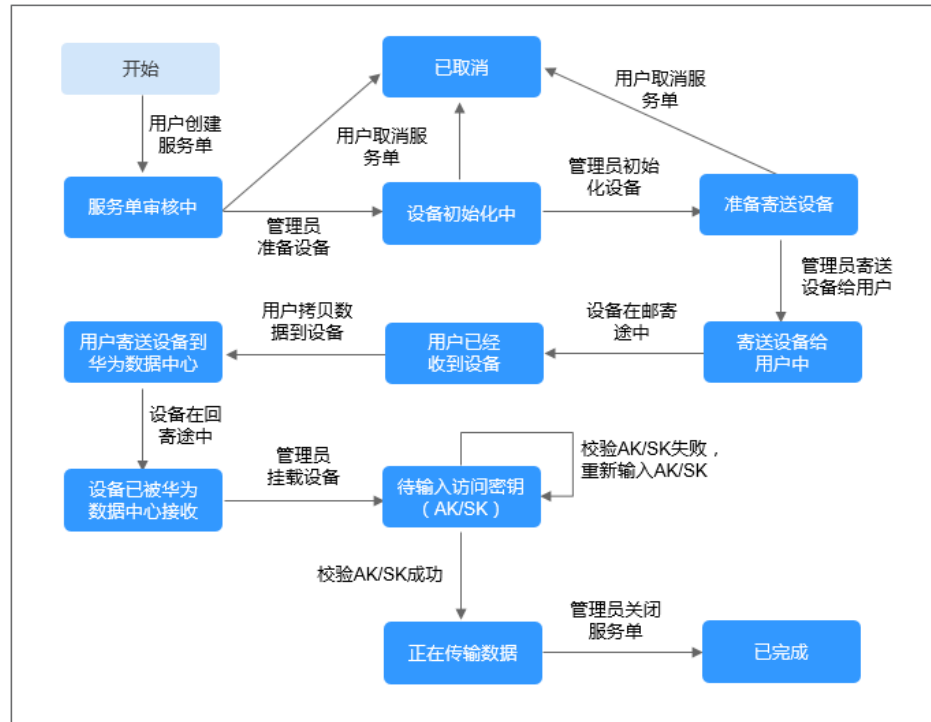 开始
已取消
用户取消服
务单
用户创建
服务单
用户取消服
务单
管理员初始
化设备
服务单审核中
设备初始化中
准备寄送设备
管理员
准备设备
管理员寄送
设备给用户
用户拷贝数
据到设备
设备在邮寄
途中
用户寄送设备到
华为数据中心
用户已经
收到设备
寄送设备给
用户中
设备在回
寄途中
管理员
挂载设备
校验AK/SK失败，
重新输入AK/SK
设备已被华为
数据中心接收
待输入访问密钥
（AK/SK）
校验AK/SK成功
管理员关闭
服务单
正在传输数据
已完成